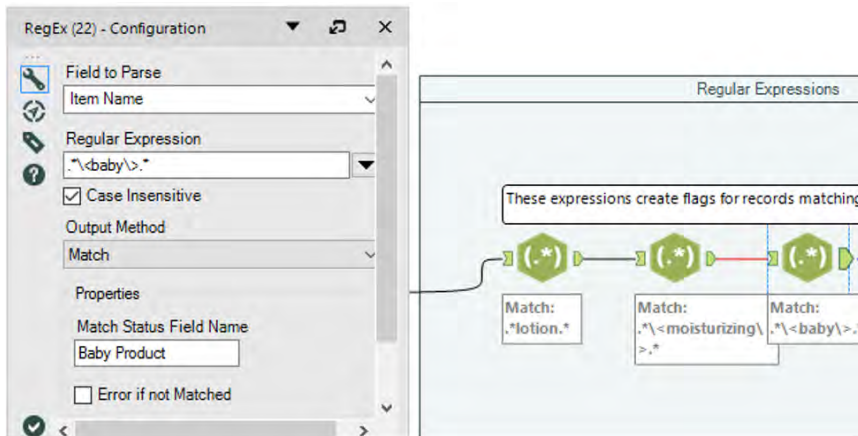 RegEx (22) - Configuration
Field to Parse
Item Name
Regular Expression
.*\<baby\>.*
Case Insensitive
Output Method
Match
Properties
Match Status Field Name
Baby Product
Error if not Matched
Regular Expressions
These expressions create flags for records matching
(.*)
(.*)
(.*)
Match:
.*lotion.*
Match:
.*\<moisturizing\
>.*
Match:
.*\<baby\>.*